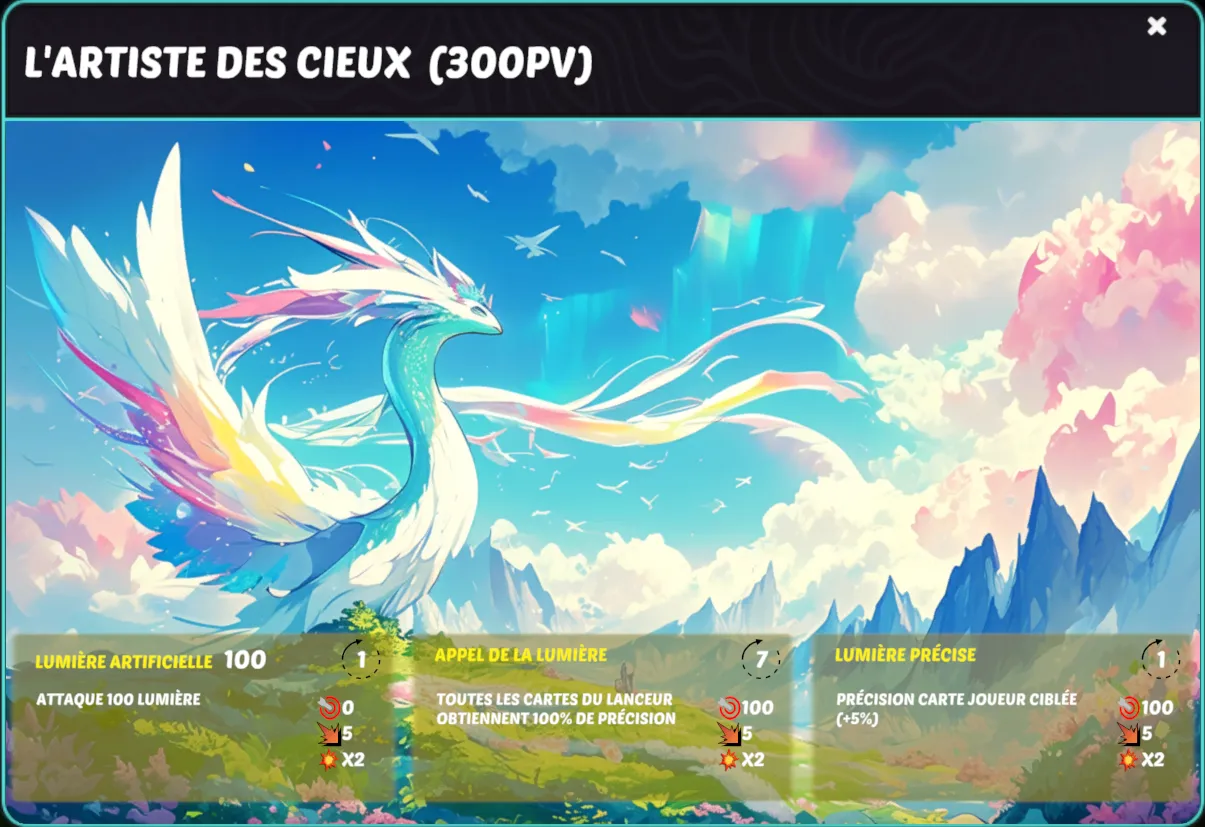 L'ARTISTE DES CIEUX (300PV)
LUMIÈRE ARTIFICIELLE 100
1
ATTAQUE 100 LUMIÈRE
0
5
X2
APPEL DE LA LUMIÈRE
7
TOUTES LES CARTES DU LANCEUR
OBTIENNENT 100% DE PRÉCISION
100
5
X2
LUMIÈRE PRÉCISE
1
PRÉCISION CARTE JOUEUR CIBLÉE
(+5%)
100
5
X2